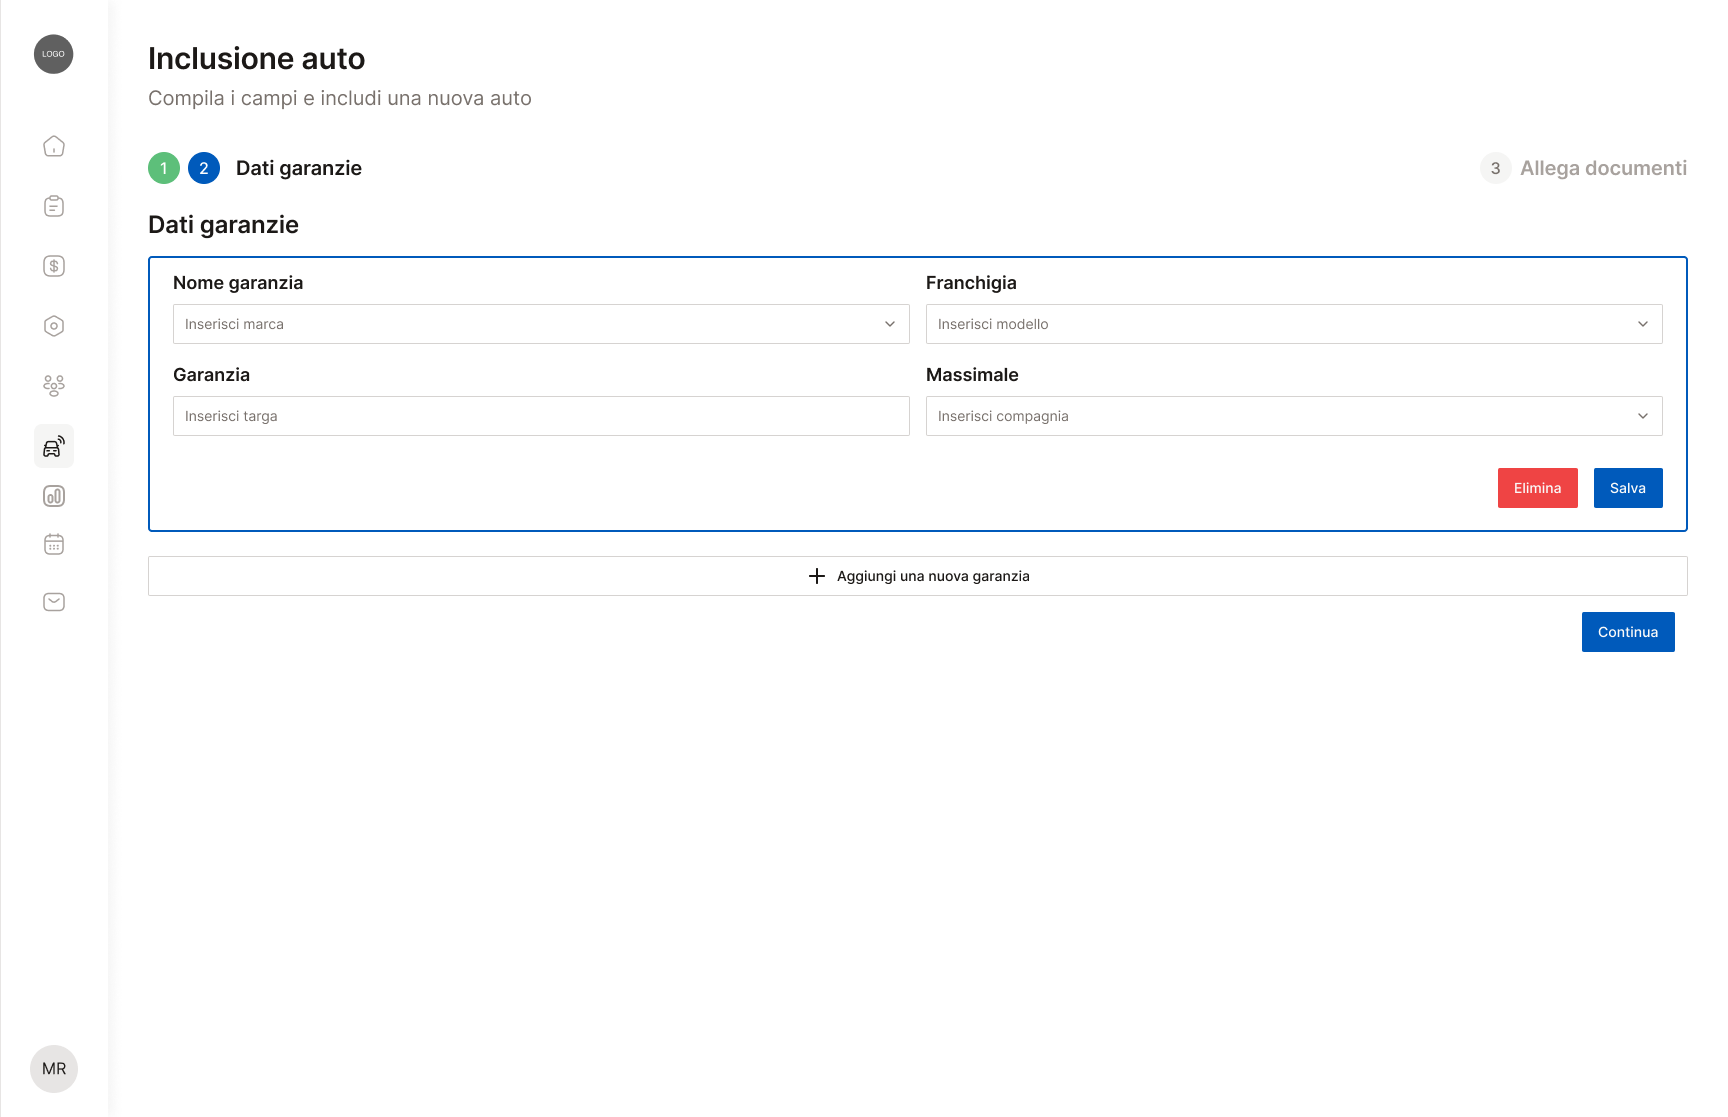 LOGO
Inclusione auto
Compila i campi e includi una nuova auto
1 2 Dati garanzie 3 Allega documenti
Dati garanzie
Nome garanzia Franchigia
Inserisci marca Inserisci modello
Garanzia Massimale
Inserisci targa Inserisci compagnia
Elimina Salva
Aggiungi una nuova garanzia
Continua
MR